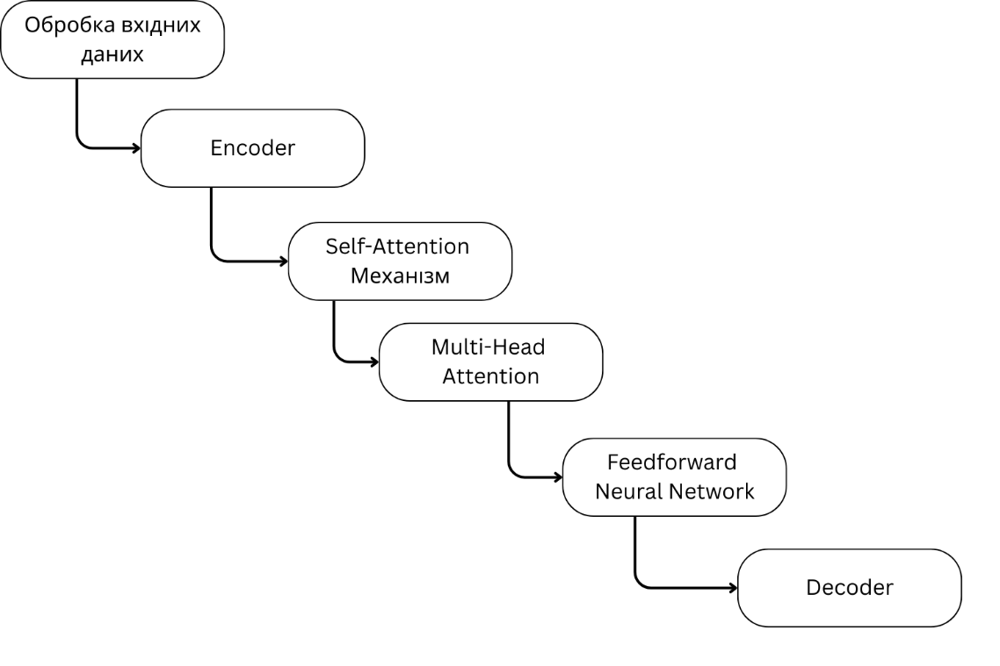 Обробка вхідних
даних
Encoder
Self-Attention
Механізм
Multi-Head
Attention
Feedforward
Neural Network
Decoder